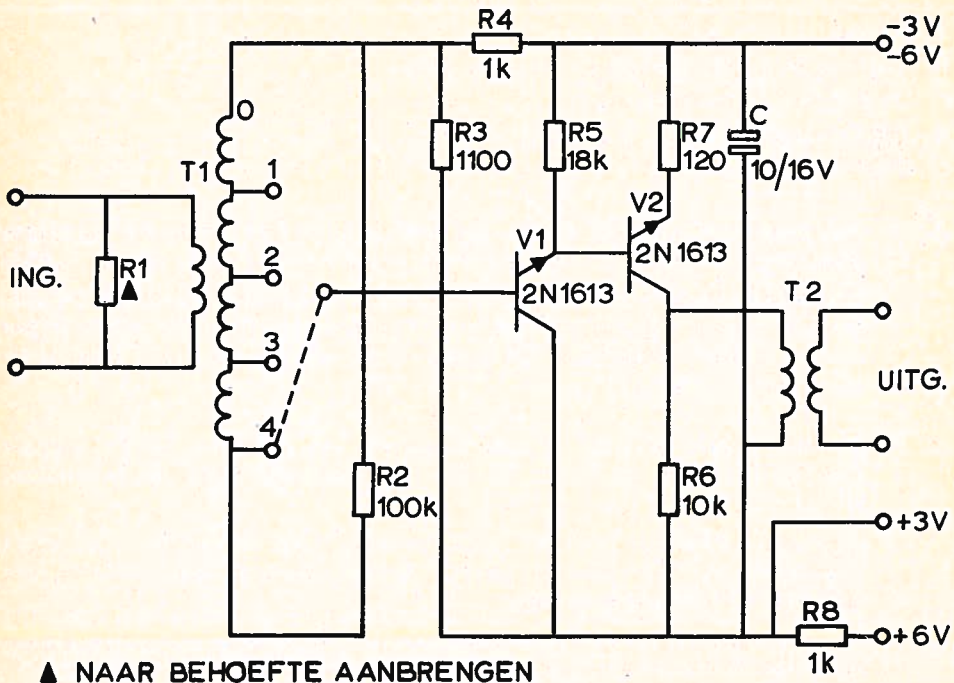 R4
1k
-3V
-6V
0
R3
1100
R5
18k
R7
120
C
10/16V
T1
1
V1
V2
2N1613
2N1613
ING.
R1
▲
2
3
4
T2
UITG.
R2
100k
R6
10k
+3V
R8
1k
+6V
▲ NAAR BEHOEFTE AANBRENGEN